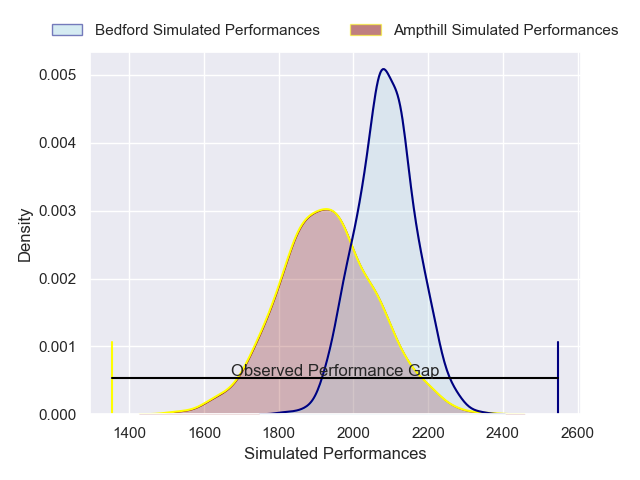 Bedford Simulated Performances
Ampthill Simulated Performances
0.005
0.004
0.003
0.002
0.001
0.000
Density
Observed Performance Gap
1400 1600 1800 2000 2200 2400 2600
Simulated Performances